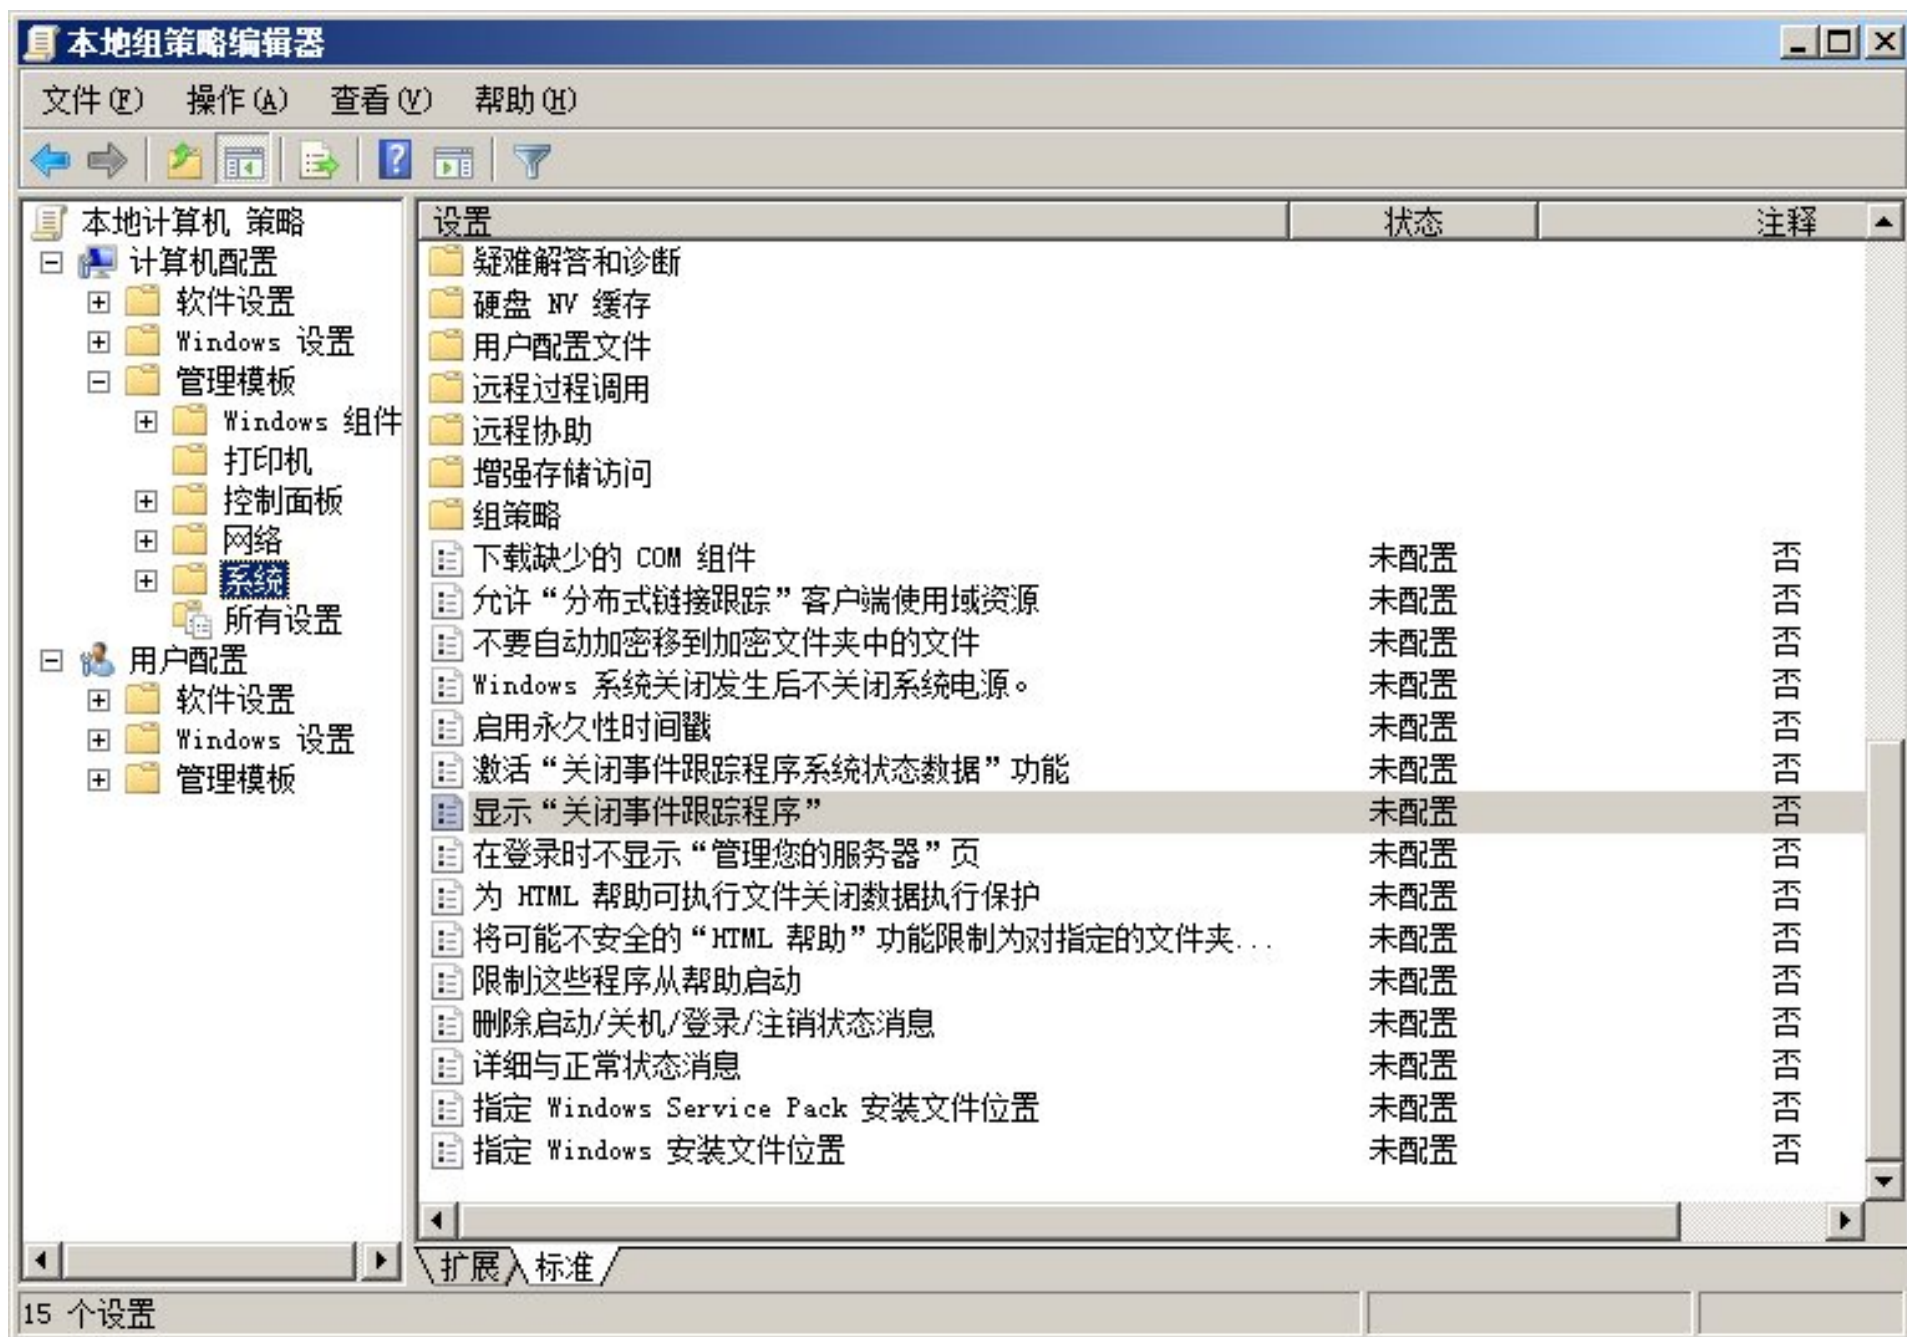 本地组策略编辑器
文件(F) 操作(A) 查看(V) 帮助(H)
本地计算机 策略
计算机配置
软件设置
Windows 设置
管理模板
Windows 组件
打印机
控制面板
网络
系统
所有设置
用户配置
软件设置
Windows 设置
管理模板
设置 状态 注释
疑难解答和诊断
硬盘 NV 缓存
用户配置文件
远程过程调用
远程协助
增强存储访问
组策略
下载缺少的 COM 组件 未配置 否
允许“分布式链接跟踪”客户端使用域资源 未配置 否
不要自动加密移到加密文件夹中的文件 未配置 否
Windows 系统关闭发生后不关闭系统电源。 未配置 否
启用永久性时间戳 未配置 否
激活“关闭事件跟踪程序系统状态数据”功能 未配置 否
显示“关闭事件跟踪程序” 未配置 否
在登录时不显示“管理您的服务器”页 未配置 否
为 HTML 帮助可执行文件关闭数据执行保护 未配置 否
将可能不安全的“HTML 帮助”功能限制为对指定的文件夹... 未配置 否
限制这些程序从帮助启动 未配置 否
删除启动/关机/登录/注销状态消息 未配置 否
详细与正常状态消息 未配置 否
指定 Windows Service Pack 安装文件位置 未配置 否
指定 Windows 安装文件位置 未配置 否
扩展 标准
15 个设置